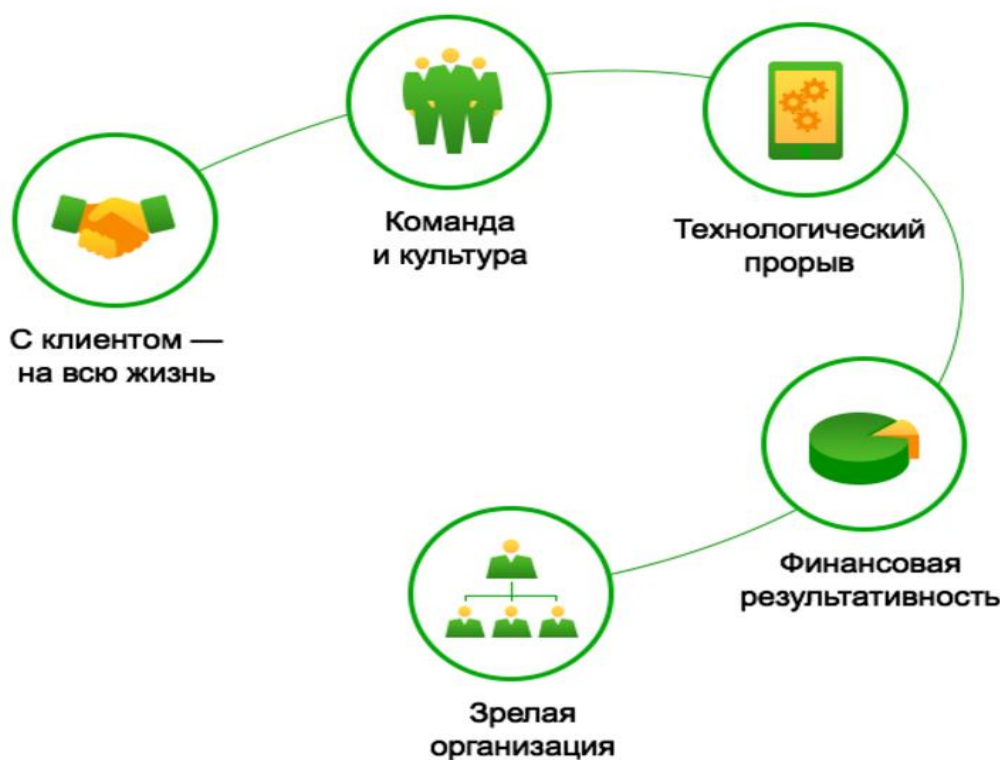 С клиентом —
на всю жизнь
Команда
и культура
Технологический
прорыв
Финансовая
результативность
Зрелая
организация